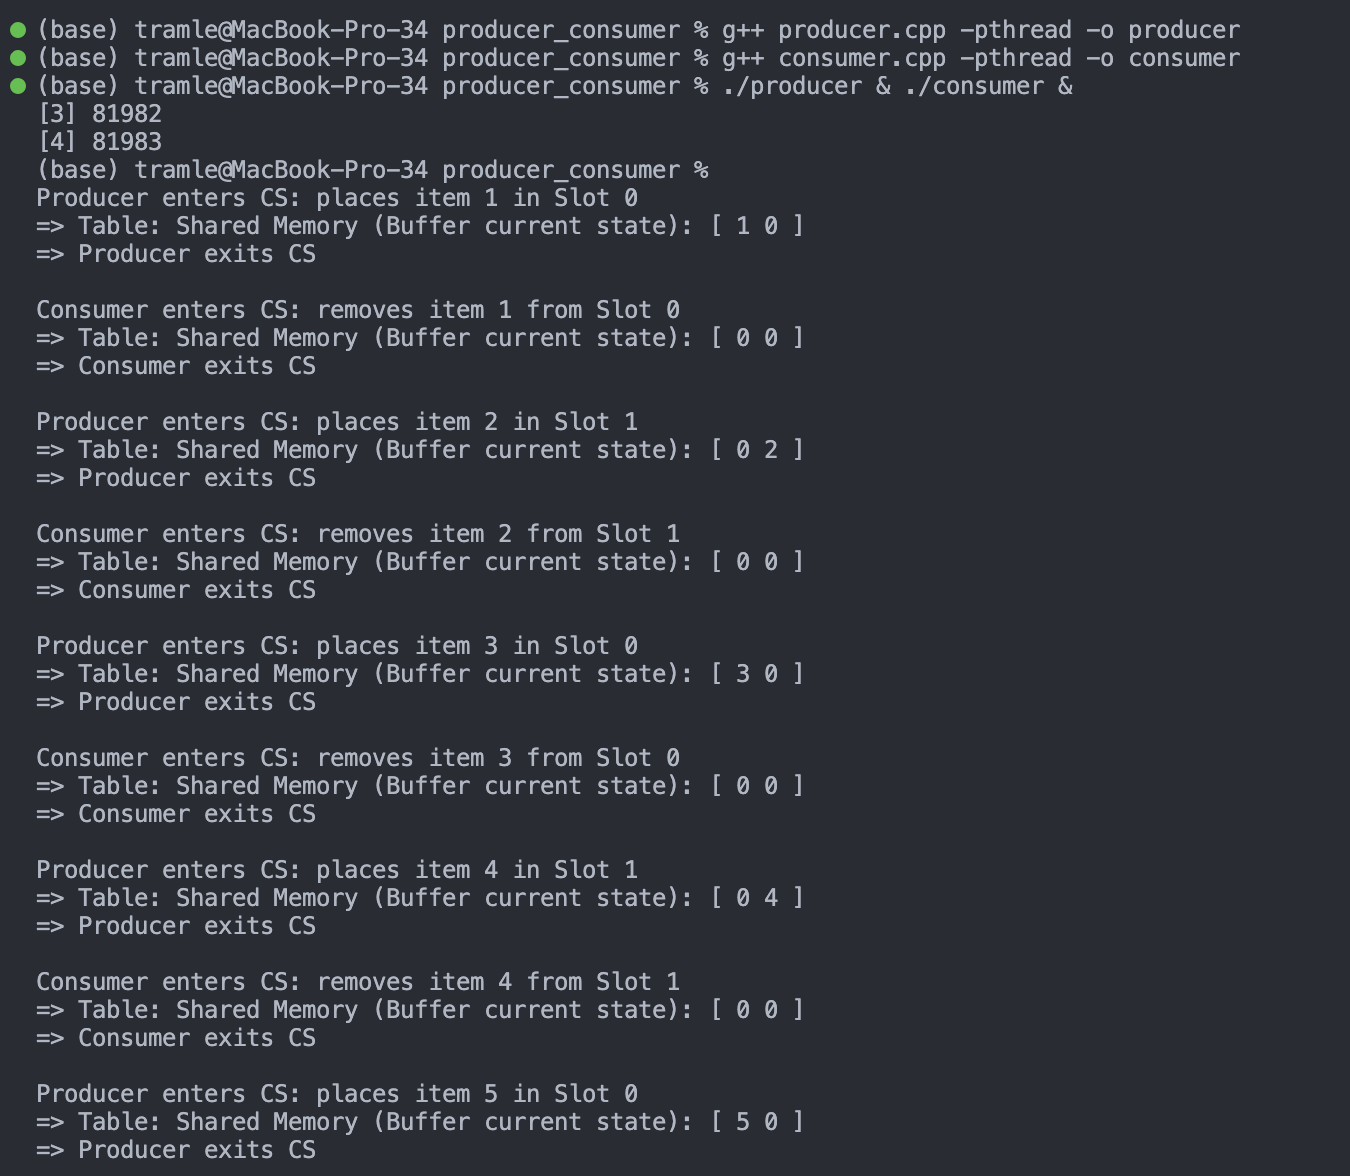 (base) tramle@MacBook-Pro-34 producer_consumer % g++ producer.cpp -pthread -o producer
(base) tramle@MacBook-Pro-34 producer_consumer % g++ consumer.cpp -pthread -o consumer
(base) tramle@MacBook-Pro-34 producer_consumer % ./producer & ./consumer &
[3] 81982
[4] 81983
(base) tramle@MacBook-Pro-34 producer_consumer %
Producer enters CS: places item 1 in Slot 0
=> Table: Shared Memory (Buffer current state): [ 1 0 ]
=> Producer exits CS

Consumer enters CS: removes item 1 from Slot 0
=> Table: Shared Memory (Buffer current state): [ 0 0 ]
=> Consumer exits CS

Producer enters CS: places item 2 in Slot 1
=> Table: Shared Memory (Buffer current state): [ 0 2 ]
=> Producer exits CS

Consumer enters CS: removes item 2 from Slot 1
=> Table: Shared Memory (Buffer current state): [ 0 0 ]
=> Consumer exits CS

Producer enters CS: places item 3 in Slot 0
=> Table: Shared Memory (Buffer current state): [ 3 0 ]
=> Producer exits CS

Consumer enters CS: removes item 3 from Slot 0
=> Table: Shared Memory (Buffer current state): [ 0 0 ]
=> Consumer exits CS

Producer enters CS: places item 4 in Slot 1
=> Table: Shared Memory (Buffer current state): [ 0 4 ]
=> Producer exits CS

Consumer enters CS: removes item 4 from Slot 1
=> Table: Shared Memory (Buffer current state): [ 0 0 ]
=> Consumer exits CS

Producer enters CS: places item 5 in Slot 0
=> Table: Shared Memory (Buffer current state): [ 5 0 ]
=> Producer exits CS